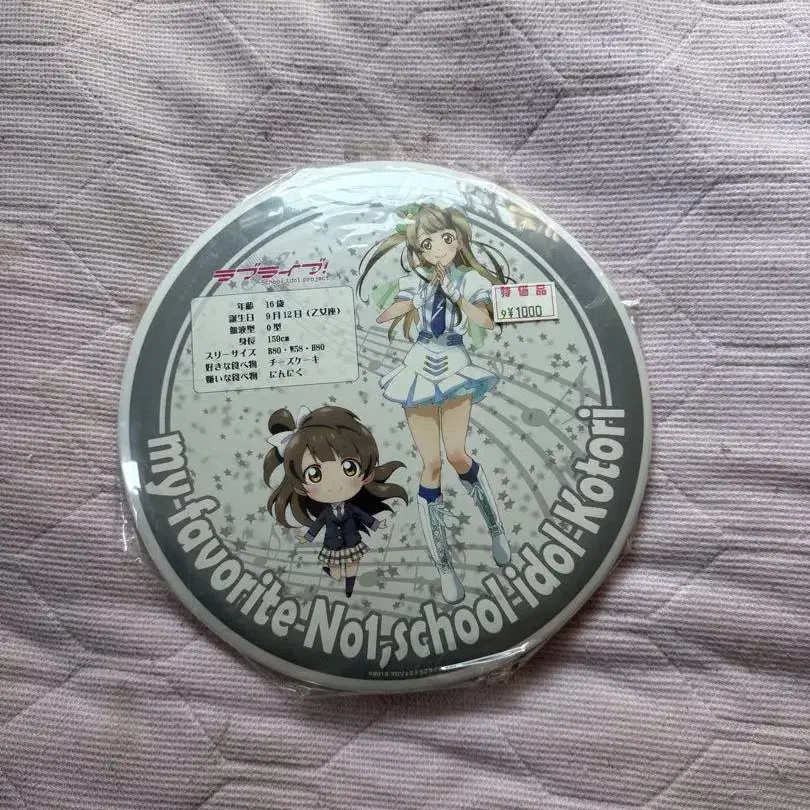 ラブライブ!
School idol project
特価品
9¥1000
年齢 16歳
誕生日 9月12日(乙女座)
血液型 O型
身長 159cm
スリーサイズ B80・W58・H80
好きな食べ物 チーズケーキ
嫌いな食べ物 にんにく
my-favorite-No1,school-idol-Kotori